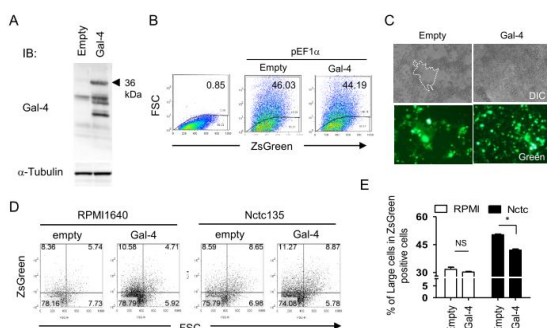 A
IB:
Empty
Gal-4
Gal-4
36
kDa
α-Tubulin
B
pEF1α
Empty
Gal-4
0.85
46.03
44.19
FSC
ZsGreen
C
Empty
Gal-4
DIC
Green
D
RPMI1640
Nctc135
empty
Gal-4
empty
Gal-4
8.36 5.74
10.58 4.71
8.59 8.65
11.27 8.87
78.16 7.73
78.79 5.92
75.79 6.98
74.08 5.78
ZsGreen
FSC
E
RPMI Nctc
% of Large cells in ZsGreen
positive cells
60
45
30
5
0
NS
*
Empty
Gal-4
Empty
Gal-4